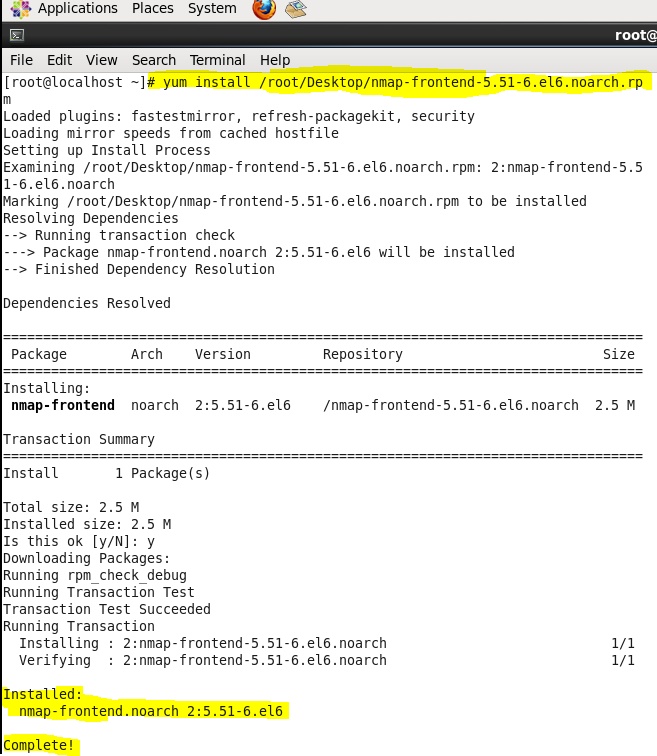 Applications Places System
root@
File Edit View Search Terminal Help
[root@localhost ~]# yum install /root/Desktop/nmap-frontend-5.51-6.el6.noarch.rp
m
Loaded plugins: fastestmirror, refresh-packagekit, security
Loading mirror speeds from cached hostfile
Setting up Install Process
Examining /root/Desktop/nmap-frontend-5.51-6.el6.noarch.rpm: 2:nmap-frontend-5.5
1-6.el6.noarch
Marking /root/Desktop/nmap-frontend-5.51-6.el6.noarch.rpm to be installed
Resolving Dependencies
--> Running transaction check
---> Package nmap-frontend.noarch 2:5.51-6.el6 will be installed
--> Finished Dependency Resolution
Dependencies Resolved
================================================================================
Package Arch Version Repository Size
================================================================================
Installing:
nmap-frontend noarch 2:5.51-6.el6 /nmap-frontend-5.51-6.el6.noarch 2.5 M
Transaction Summary
================================================================================
Install 1 Package(s)
Total size: 2.5 M
Installed size: 2.5 M
Is this ok [y/N]: y
Downloading Packages:
Running rpm_check_debug
Running Transaction Test
Transaction Test Succeeded
Running Transaction
Installing : 2:nmap-frontend-5.51-6.el6.noarch 1/1
Verifying : 2:nmap-frontend-5.51-6.el6.noarch 1/1
Installed:
nmap-frontend.noarch 2:5.51-6.el6
Complete!